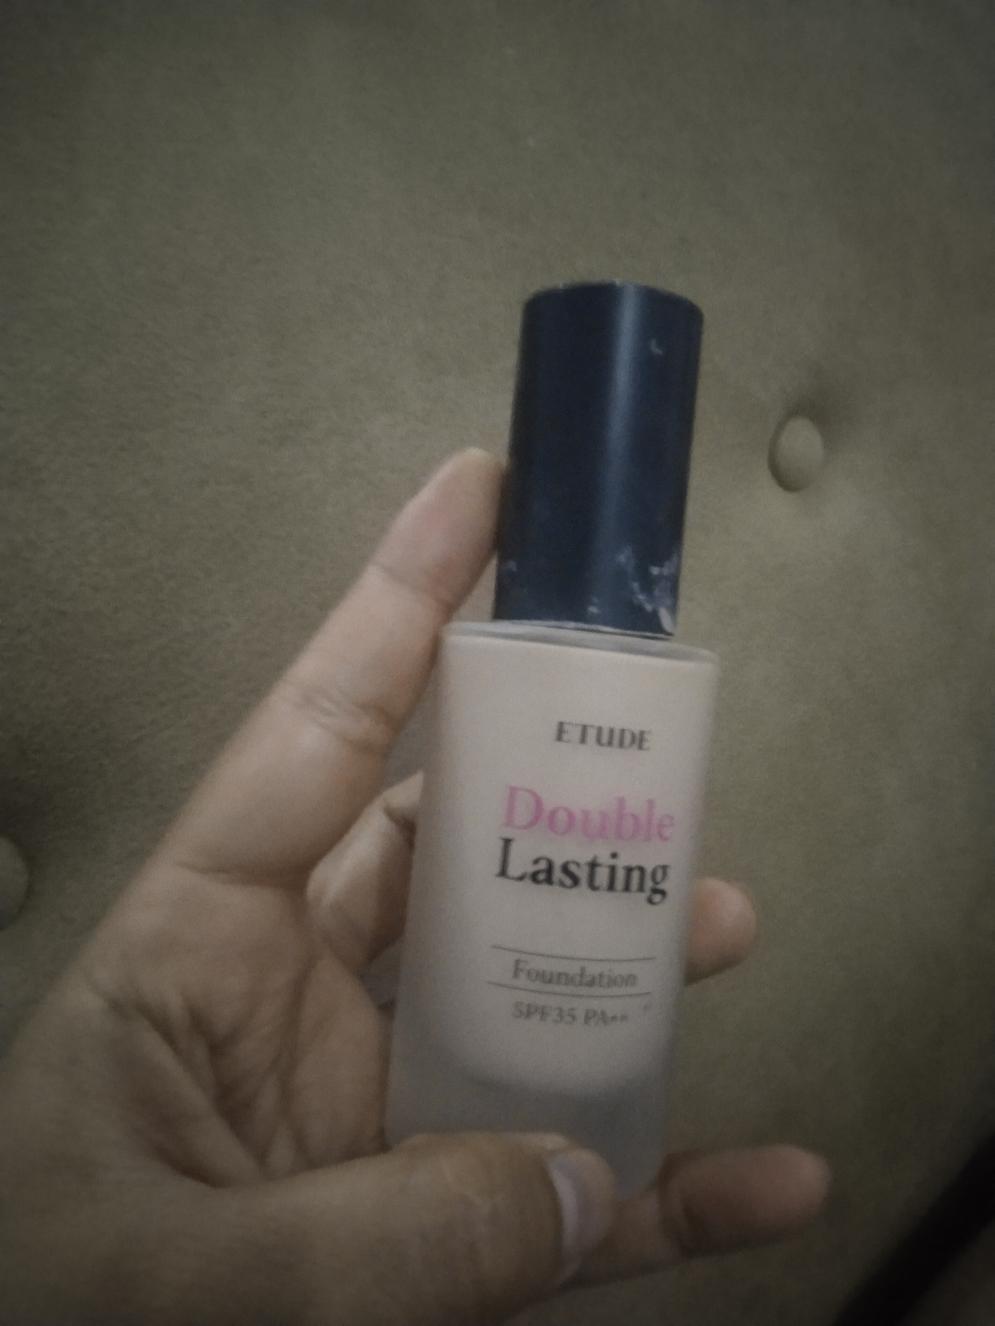 ETUDE
Double
Lasting
Foundation
SPF35 PA++